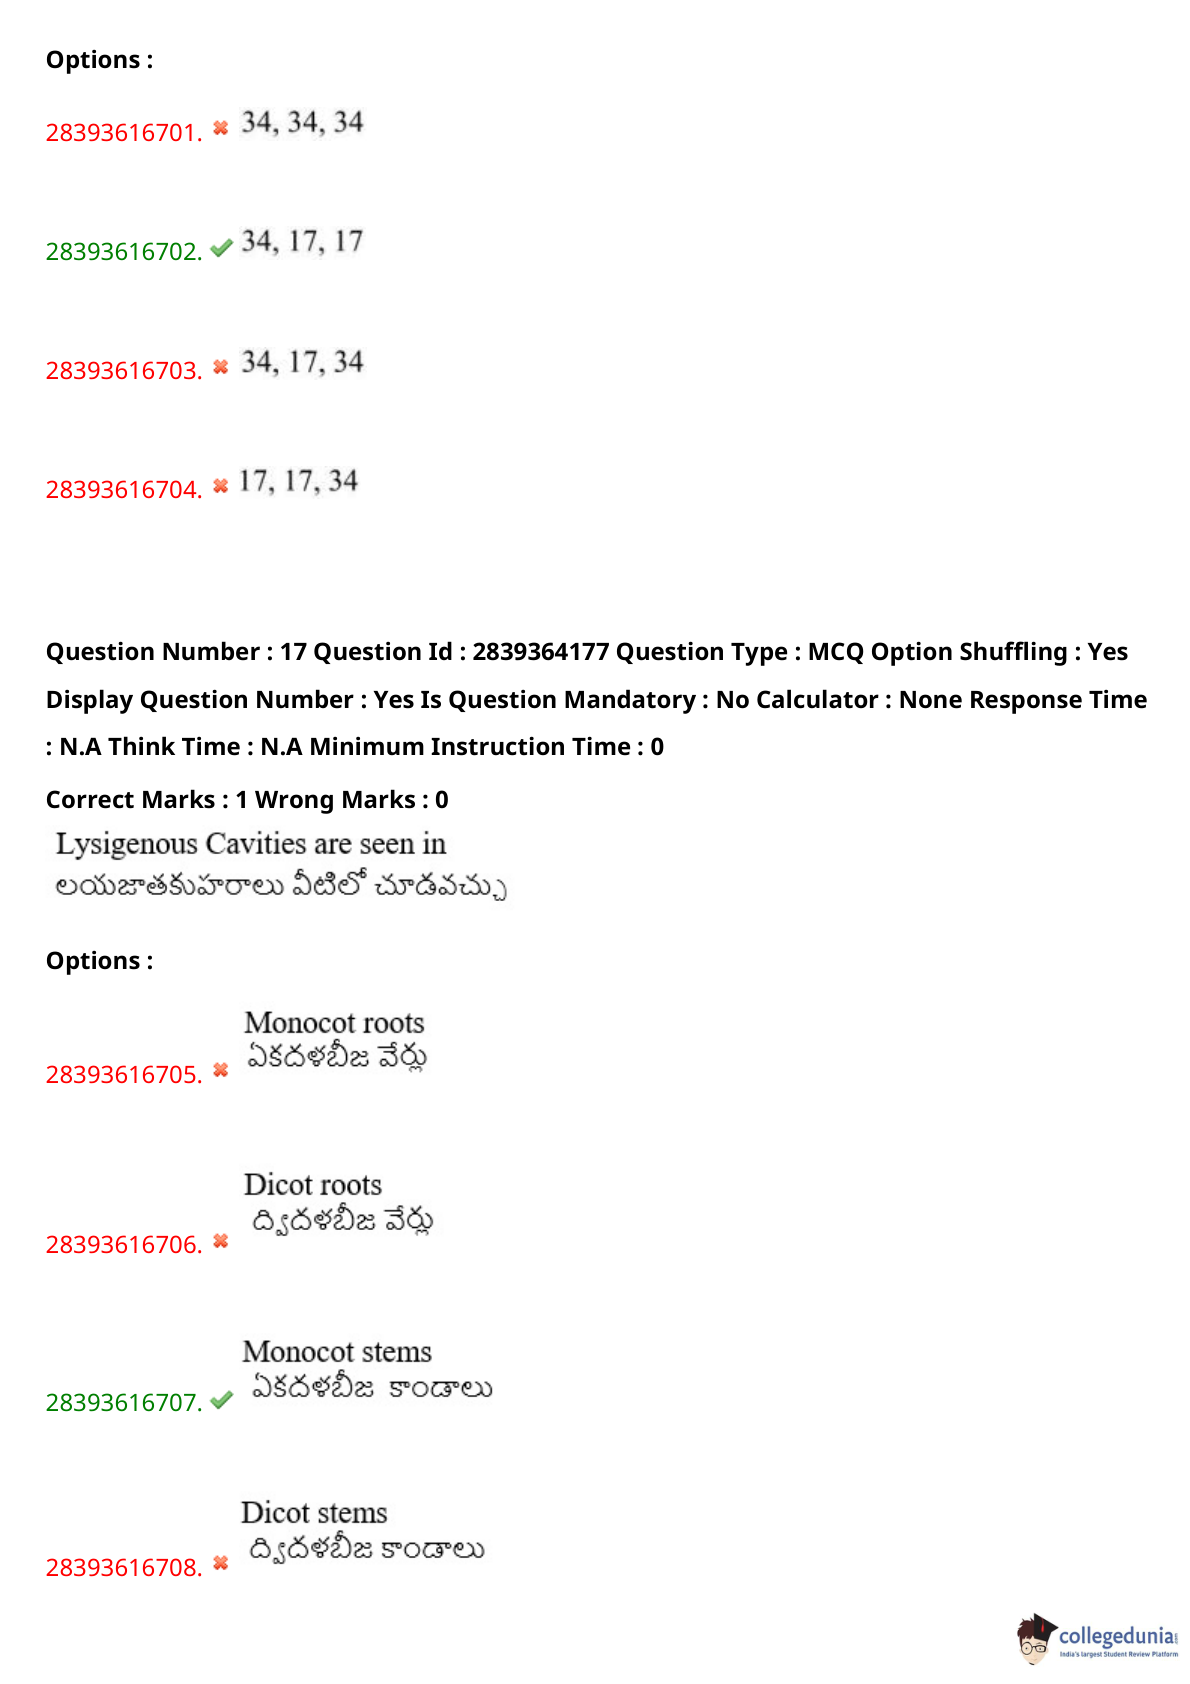 Options :
28393616701. 34, 34, 34
28393616702. 34, 17, 17
28393616703. 34, 17, 34
28393616704. 17, 17, 34
Question Number : 17 Question Id : 2839364177 Question Type : MCQ Option Shuffling : Yes
Display Question Number : Yes Is Question Mandatory : No Calculator : None Response Time
: N.A Think Time : N.A Minimum Instruction Time : 0
Correct Marks : 1 Wrong Marks : 0
Lysigenous Cavities are seen in
లయజాతకుహరాలు వీటిలో చూడవచ్చు
Options :
Monocot roots
28393616705. ఏకదళబీజ వేర్లు
Dicot roots
28393616706. ద్విదళబీజ వేర్లు
Monocot stems
28393616707. ఏకదళబీజ కాండాలు
Dicot stems
28393616708. ద్విదళబీజ కాండాలు
collegedunia
India's largest Student Review Platform